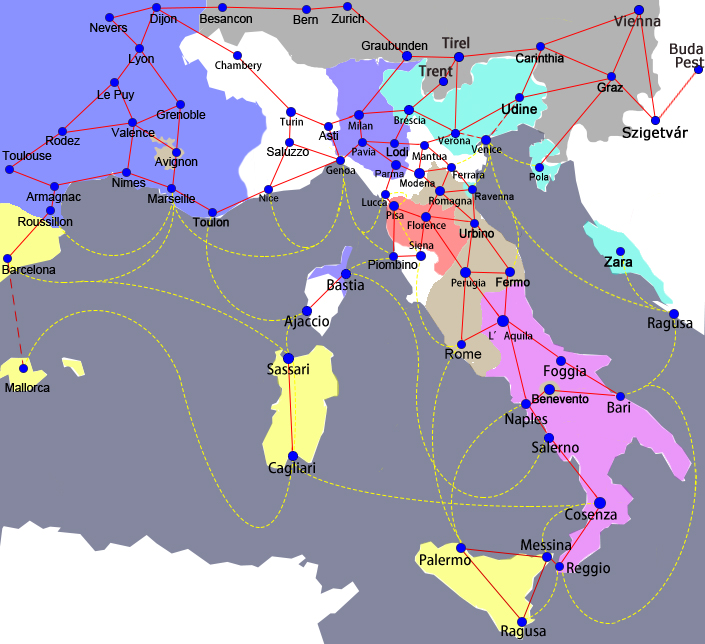 Nevers
Dijon
Besancon
Bern
Zurich
Vienna
Graubunden
Tirel
Lyon
Chambery
Carinthia
Buda
Pest
Trent
Le Puy
Graz
Grenoble
Udine
Turin
Milan
Brescia
Szigetvár
Rodez
Valence
Asti
Verona
Venice
Toulouse
Avignon
Saluzzo
Pavia
Lodi
Mantua
Genoa
Parma
Modena
Ferrara
Pola
Armagnac
Nimes
Marseille
Nice
Lucca
Romagna
Ravenna
Roussillon
Toulon
Pisa
Florence
Urbino
Siena
Barcelona
Piombino
Zara
Bastia
Perugia
Fermo
Ajaccio
Ragusa
L' Aquila
Rome
Sassari
Foggia
Mallorca
Benevento
Bari
Naples
Salerno
Cagliari
Cosenza
Messina
Palermo
Reggio
Ragusa